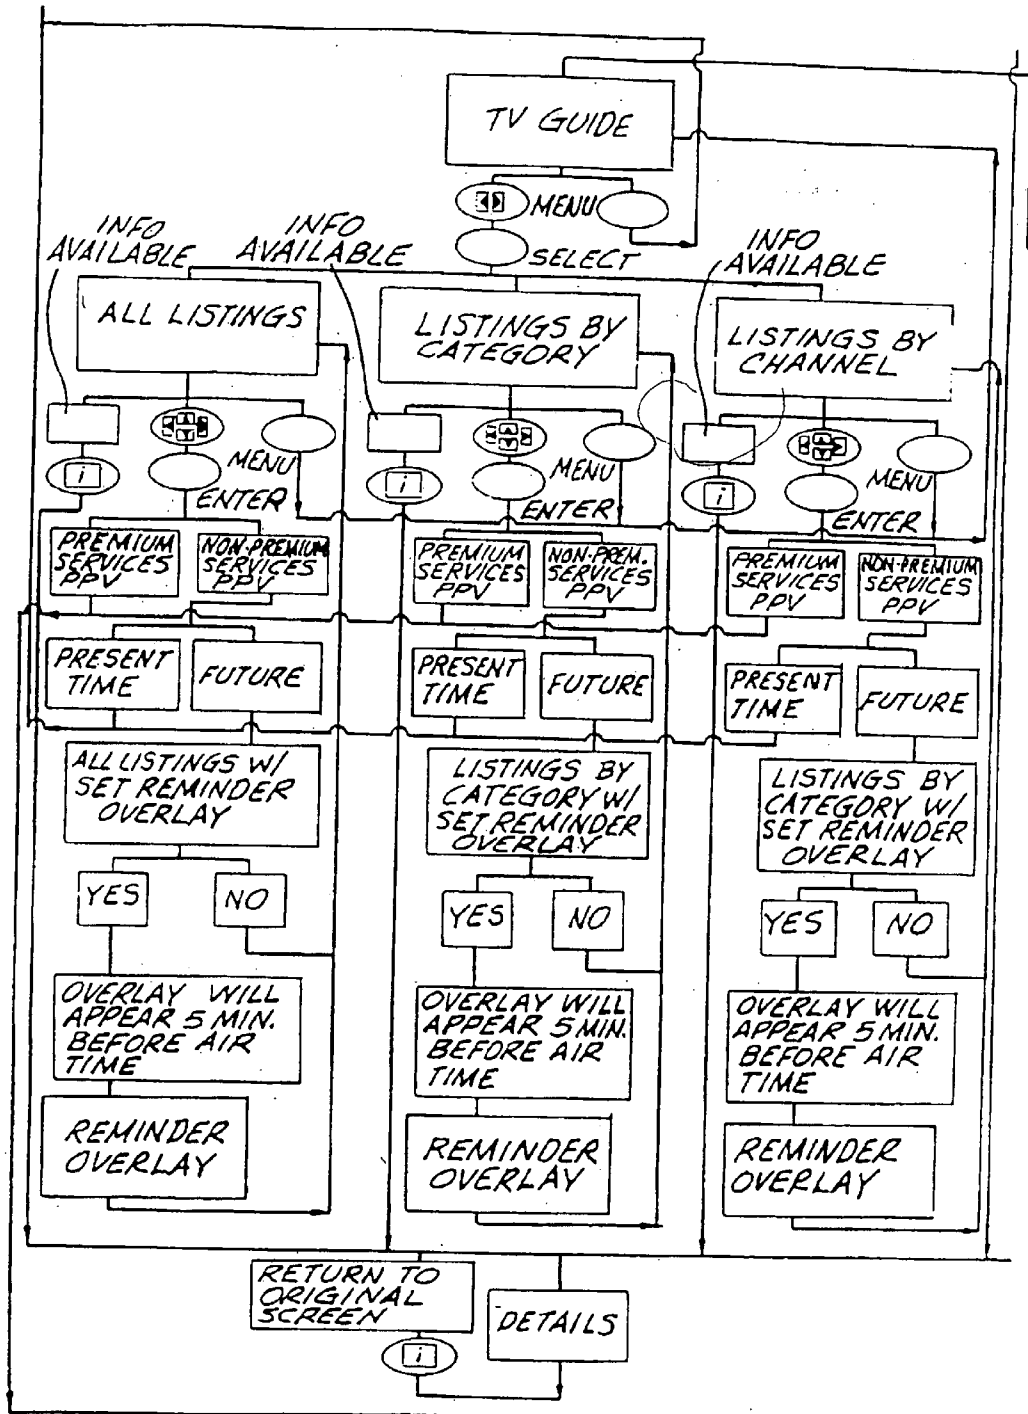 TV GUIDE
MENU
SELECT
INFO
AVAILABLE
INFO
AVAILABLE
INFO
AVAILABLE
ALL LISTINGS
LISTINGS BY
CATEGORY
LISTINGS BY
CHANNEL
i
MENU
ENTER
i
MENU
ENTER
i
MENU
ENTER
PREMIUM
SERVICES
PPV
NON-PREMIUM
SERVICES
PPV
PREMIUM
SERVICES
PPV
NON-PREM.
SERVICES
PPV
PREMIUM
SERVICES
PPV
NON-PREMIUM
SERVICES
PPV
PRESENT
TIME
FUTURE
PRESENT
TIME
FUTURE
PRESENT
TIME
FUTURE
ALL LISTINGS W/
SET REMINDER
OVERLAY
LISTINGS BY
CATEGORY W/
SET REMINDER
OVERLAY
LISTINGS BY
CATEGORY W/
SET REMINDER
OVERLAY
YES
NO
YES
NO
YES
NO
OVERLAY WILL
APPEAR 5 MIN.
BEFORE AIR
TIME
OVERLAY WILL
APPEAR 5 MIN.
BEFORE AIR
TIME
OVERLAY WILL
APPEAR 5 MIN.
BEFORE AIR
TIME
REMINDER
OVERLAY
REMINDER
OVERLAY
REMINDER
OVERLAY
RETURN TO
ORIGINAL
SCREEN
i
DETAILS